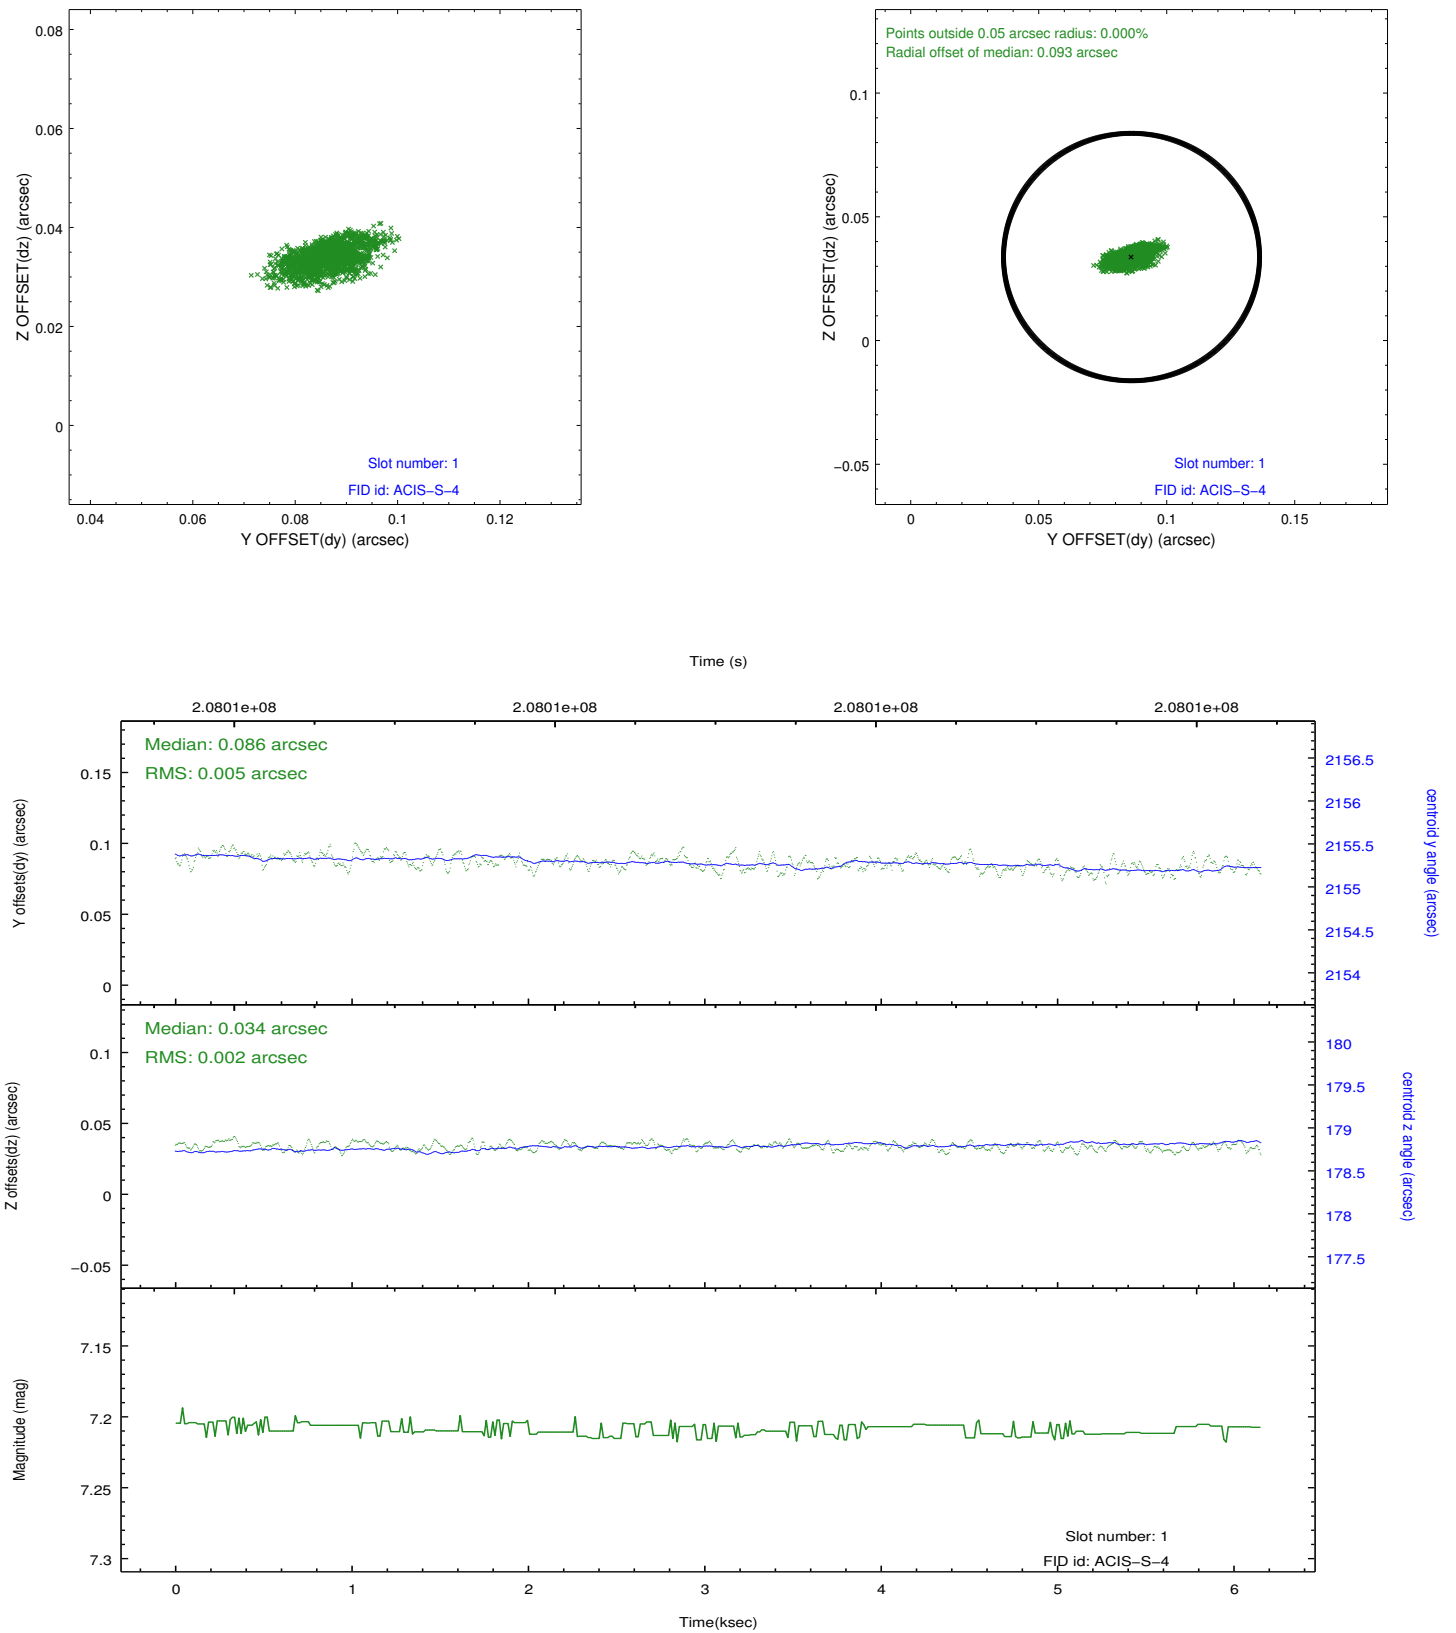 0.08
0.06
0.04
0.02
0
Z OFFSET(dz) (arcsec)
Slot number: 1
FID id: ACIS−S−4
0.04 0.06 0.08 0.1 0.12
Y OFFSET(dy) (arcsec)
Points outside 0.05 arcsec radius: 0.000%
Radial offset of median: 0.093 arcsec
0.1
0.05
0
−0.05
Z OFFSET(dz) (arcsec)
Slot number: 1
FID id: ACIS−S−4
0 0.05 0.1 0.15
Y OFFSET(dy) (arcsec)
Time (s)
2.0801e+08 2.0801e+08 2.0801e+08 2.0801e+08
Median: 0.086 arcsec
RMS: 0.005 arcsec
0.15
0.1
0.05
0
Y offsets(dy) (arcsec)
2156.5
2156
2155.5
2155
2154.5
2154
centroid y angle (arcsec)
Median: 0.034 arcsec
RMS: 0.002 arcsec
0.1
0.05
0
−0.05
Z offsets(dz) (arcsec)
180
179.5
179
178.5
178
177.5
centroid z angle (arcsec)
7.15
7.2
7.25
7.3
Magnitude (mag)
Slot number: 1
FID id: ACIS−S−4
0 1 2 3 4 5 6
Time(ksec)